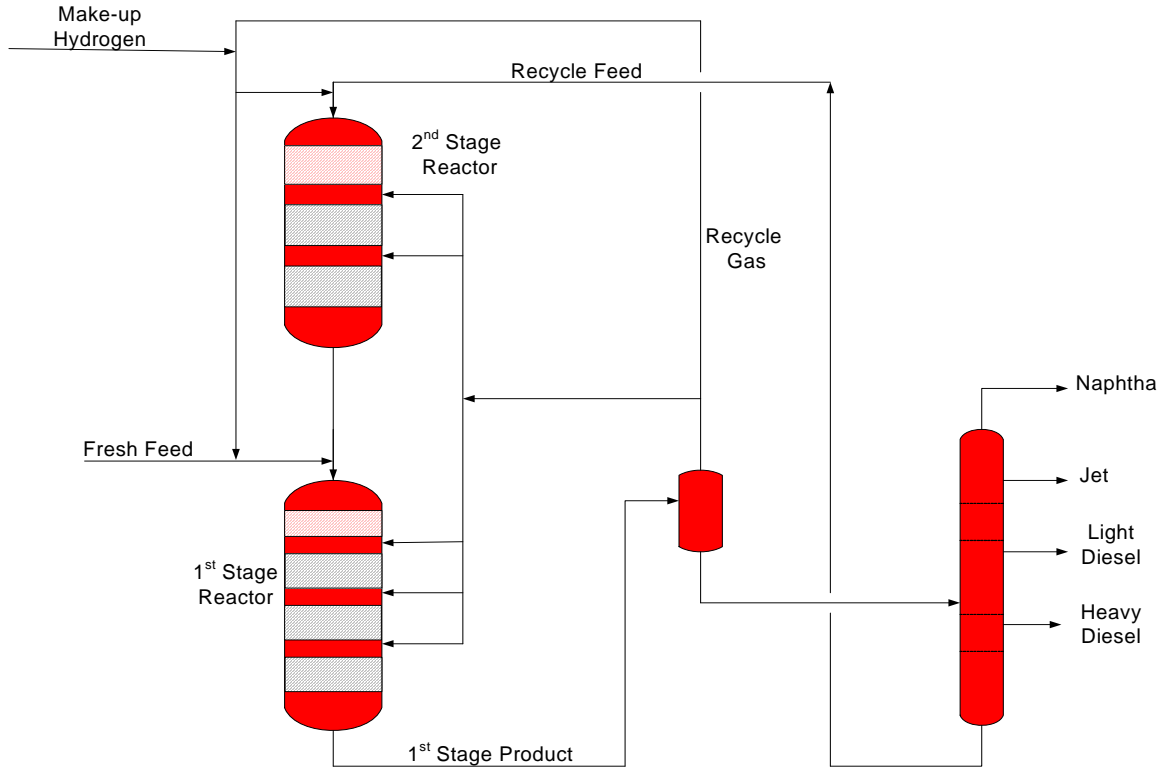 Make-up
Hydrogen
Recycle Feed
2nd Stage
Reactor
Recycle
Gas
Naphtha
Fresh Feed
Jet
Light
Diesel
1st Stage
Reactor
Heavy
Diesel
1st Stage Product